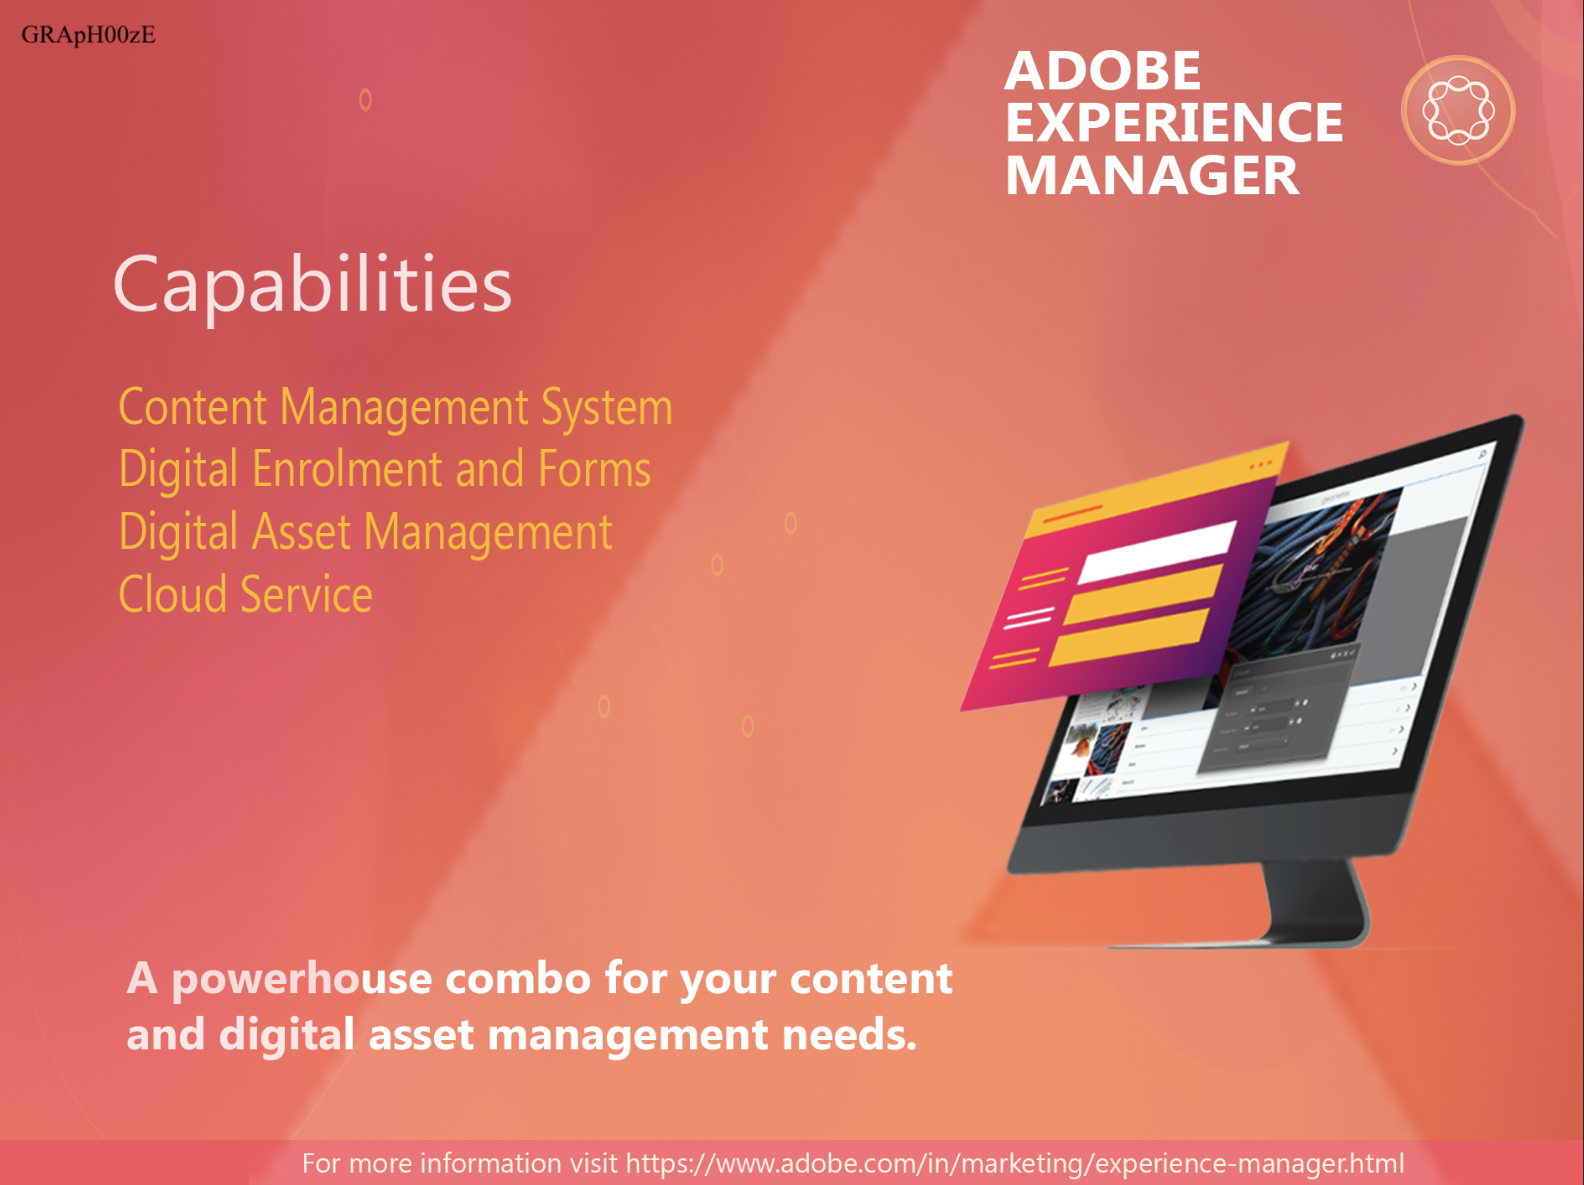 GRApH00zE
ADOBE
EXPERIENCE
MANAGER
Capabilities
Content Management System
Digital Enrolment and Forms
Digital Asset Management
Cloud Service
A powerhouse combo for your content
and digital asset management needs.
For more information visit https://www.adobe.com/in/marketing/experience-manager.html